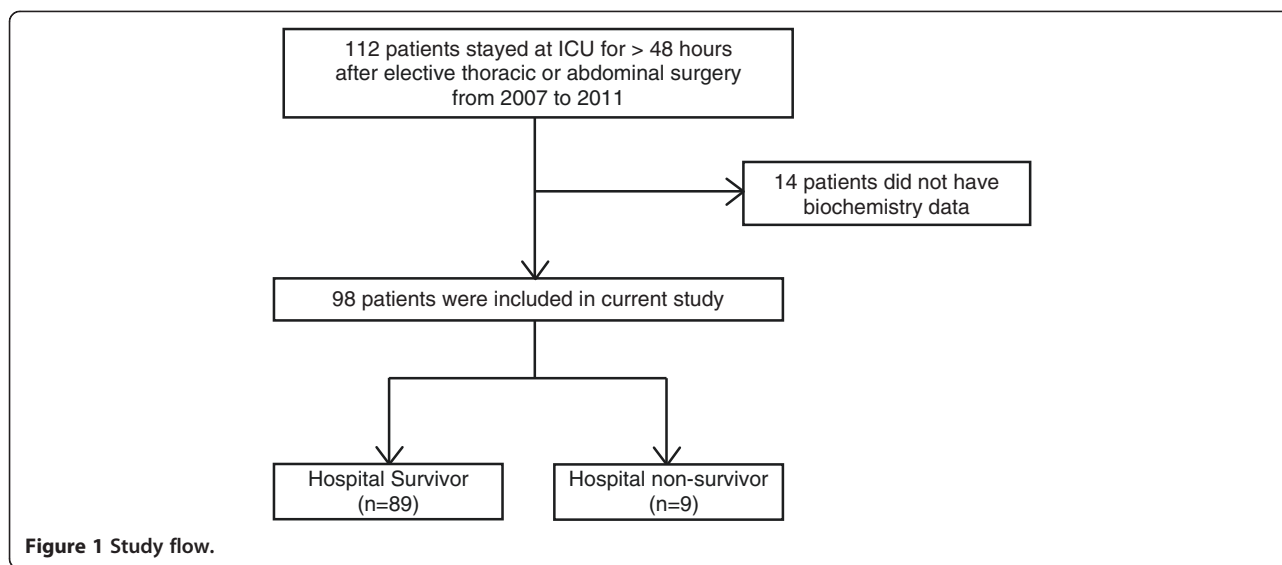 112 patients stayed at ICU for > 48 hours
after elective thoracic or abdominal surgery
from 2007 to 2011
14 patients did not have
biochemistry data
98 patients were included in current study
Hospital Survivor
(n=89)
Hospital non-survivor
(n=9)
Figure 1 Study flow.